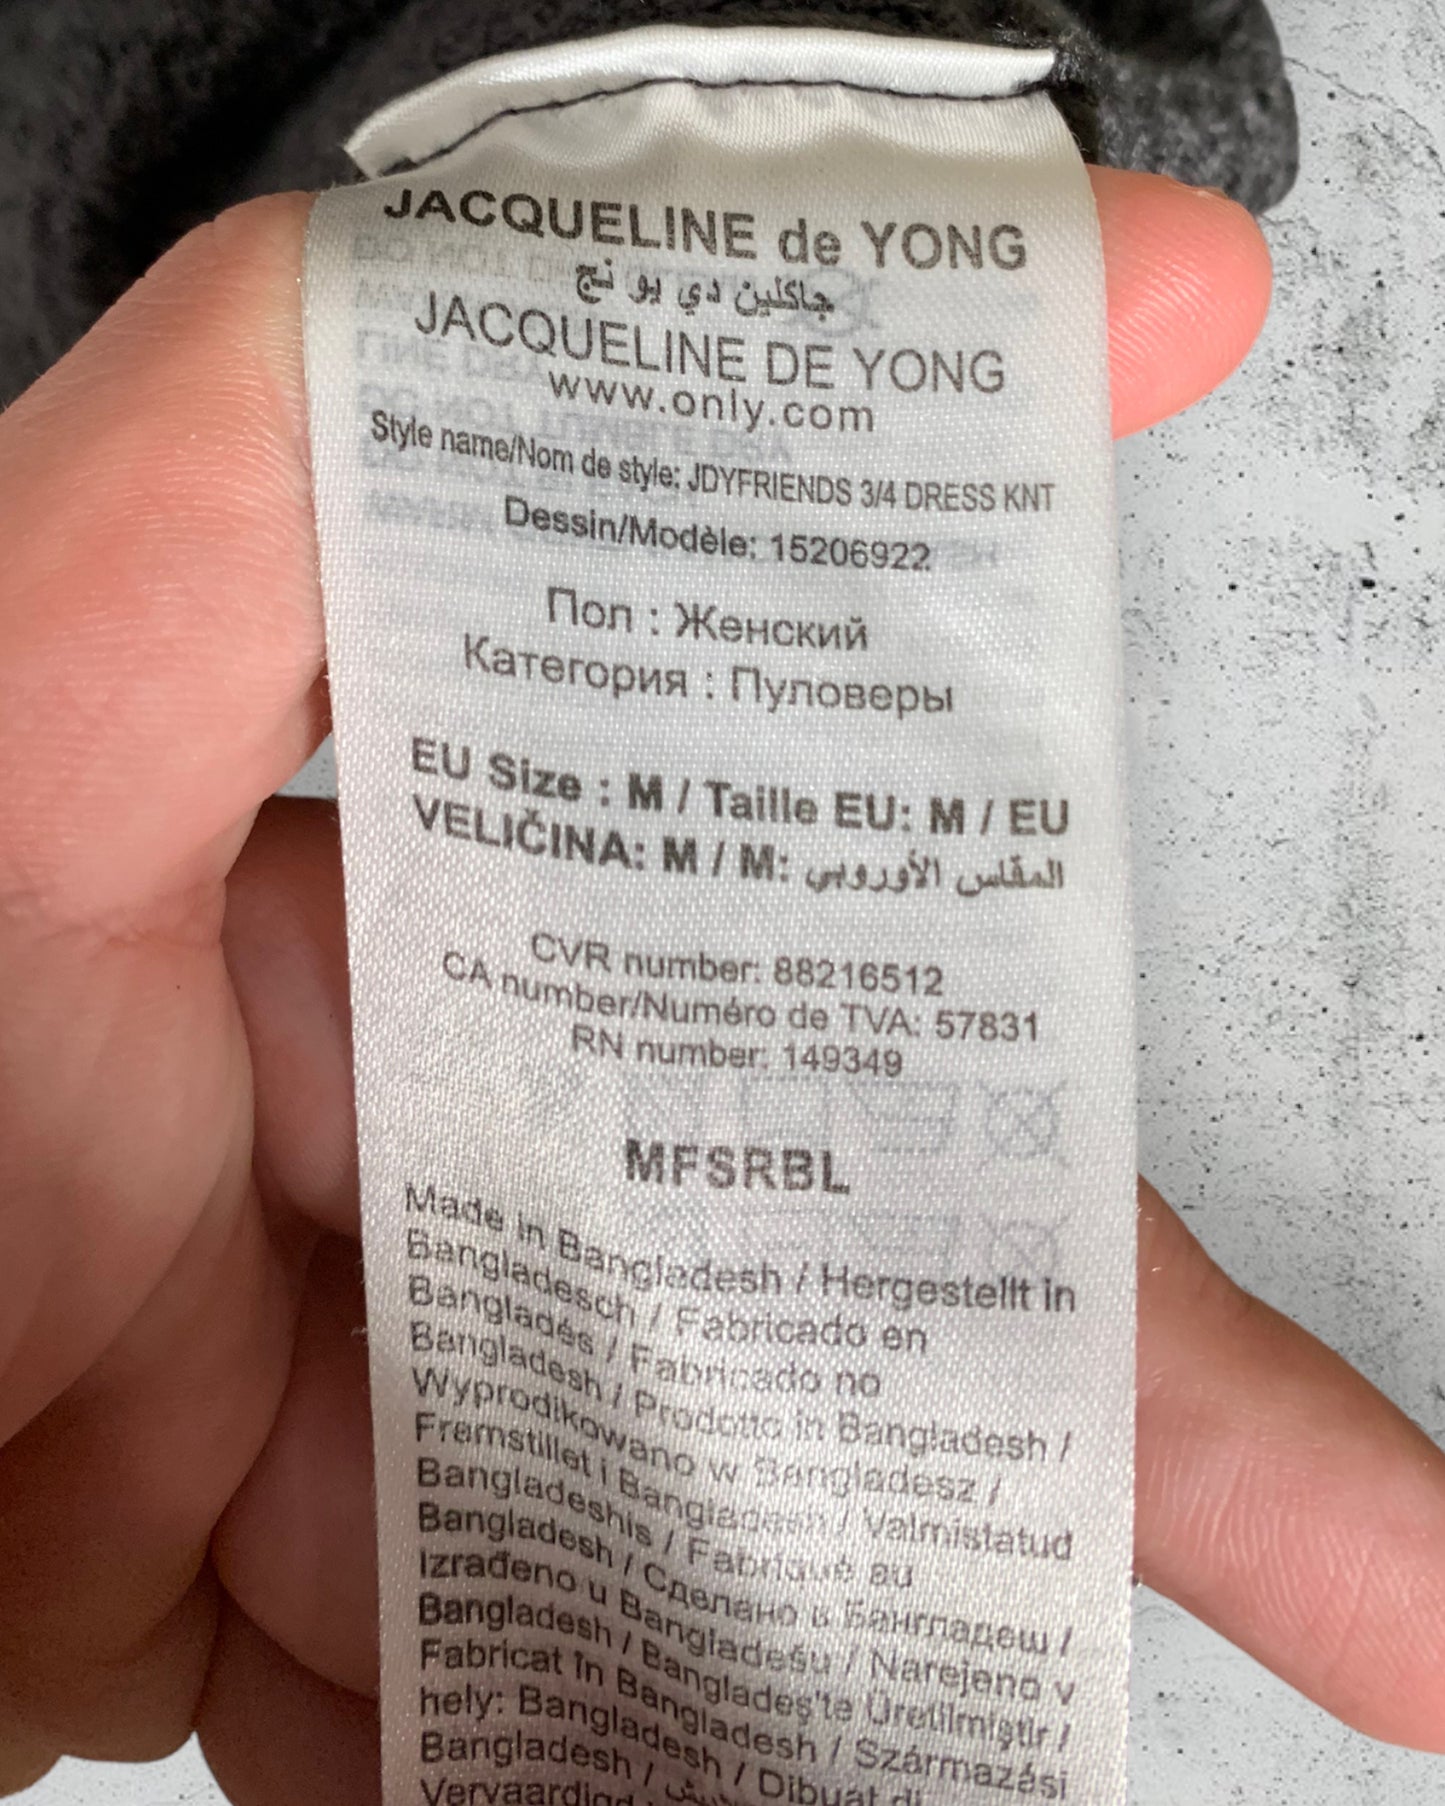 JACQUELINE de YONG
جاكلين دي يو نج
JACQUELINE DE YONG
www.only.com
Style name/Nom de style: JDYFRIENDS 3/4 DRESS KNT
Dessin/Modèle: 15206922
Пол : Женский
Категория : Пуловеры
EU Size : M / Taille EU: M / EU
VELIČINA: M / M: المقاس الأوروبي
CVR number: 88216512
CA number/Numéro de TVA: 57831
RN number: 149349
MFSRBL
Made in Bangladesh / Hergestellt in
Bangladesch / Fabricado en
Bangladés / Fabricado no
Bangladesh / Prodotto in Bangladesh /
Wyprodikowano w Bangladesz /
Fremstillet i Bangladesh / Valmistatud
Bangladeshis / Fabriqué au
Bangladesh / Сделано в Бангладеш /
Izrađeno u Bangladešu / Narejeno v
Bangladesh / Bangladeş'te Üretilmiştir /
Fabricat în Bangladesh / Származási
hely: Bangladesh / Dibuat di
Bangladesh /
Vervaardigd